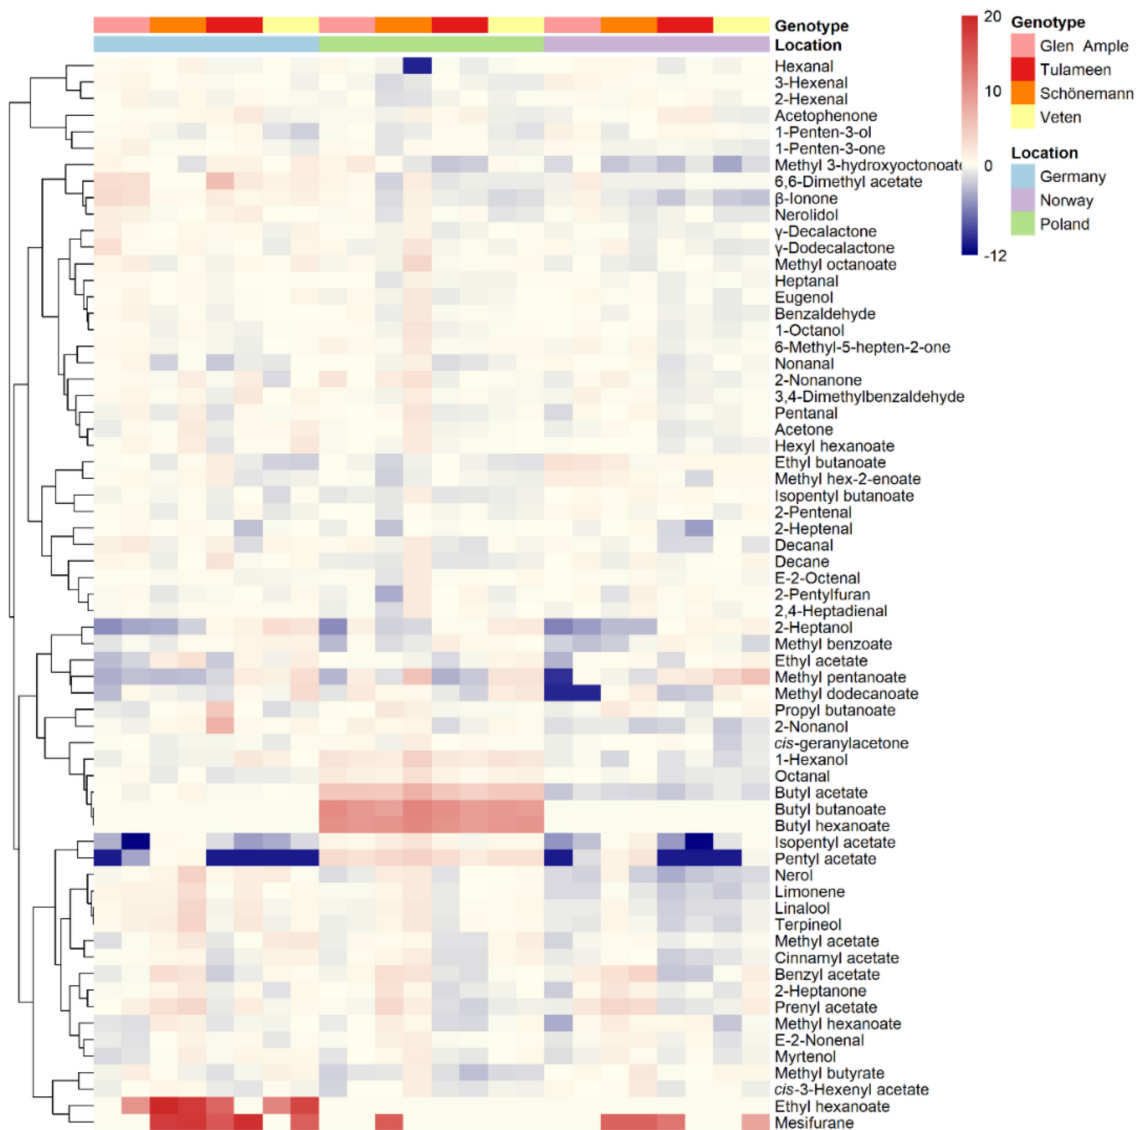 Genotype
Location
Hexanal
3-Hexenal
2-Hexenal
Acetophenone
1-Penten-3-ol
1-Penten-3-one
Methyl 3-hydroxyoctonoate
6,6-Dimethyl acetate
β-Ionone
Nerolidol
γ-Decalactone
γ-Dodecalactone
Methyl octanoate
Heptanal
Eugenol
Benzaldehyde
1-Octanol
6-Methyl-5-hepten-2-one
Nonanal
2-Nonanone
3,4-Dimethylbenzaldehyde
Pentanal
Acetone
Hexyl hexanoate
Ethyl butanoate
Methyl hex-2-enoate
Isopentyl butanoate
2-Pentenal
2-Heptenal
Decanal
Decane
E-2-Octenal
2-Pentylfuran
2,4-Heptadienal
2-Heptanol
Methyl benzoate
Ethyl acetate
Methyl pentanoate
Methyl dodecanoate
Propyl butanoate
2-Nonanol
cis-geranylacetone
1-Hexanol
Octanal
Butyl acetate
Butyl butanoate
Butyl hexanoate
Isopentyl acetate
Pentyl acetate
Nerol
Limonene
Linalool
Terpineol
Methyl acetate
Cinnamyl acetate
Benzyl acetate
2-Heptanone
Prenyl acetate
Methyl hexanoate
E-2-Nonenal
Myrtenol
Methyl butyrate
cis-3-Hexenyl acetate
Ethyl hexanoate
Mesifurane
20
10
0
-12
Genotype
Glen Ample
Tulameen
Schönemann
Veten
Location
Germany
Norway
Poland